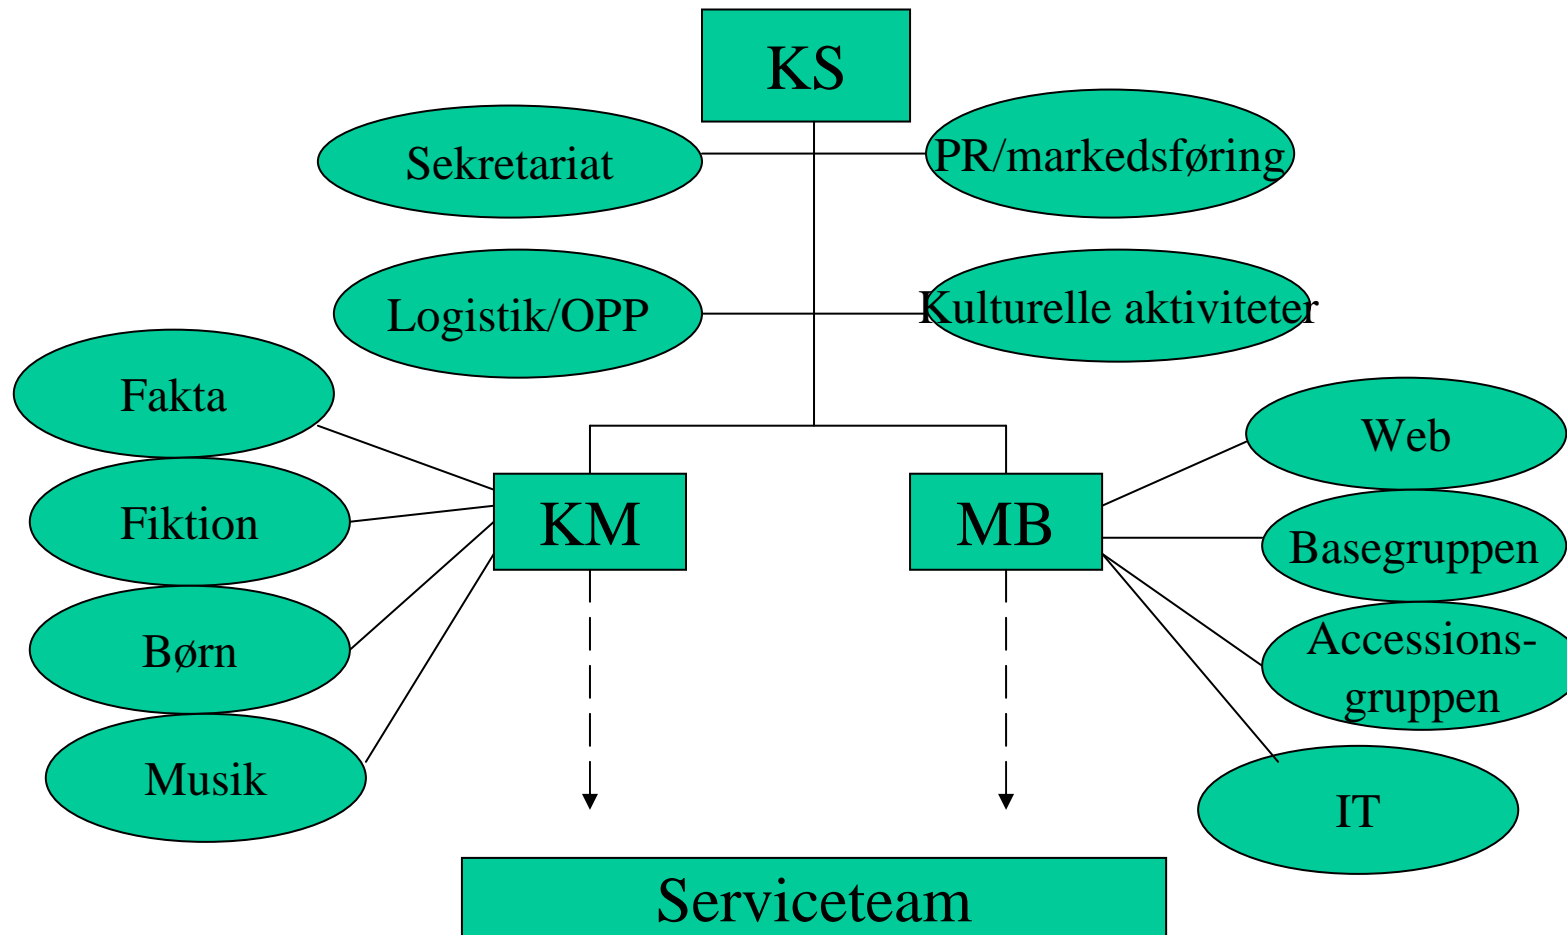 KS
Sekretariat
PR/markedsføring
Logistik/OPP
Kulturelle aktiviteter
Fakta
Fiktion
Børn
Musik
KM
MB
Web
Basegruppen
Accessions-
gruppen
IT
Serviceteam